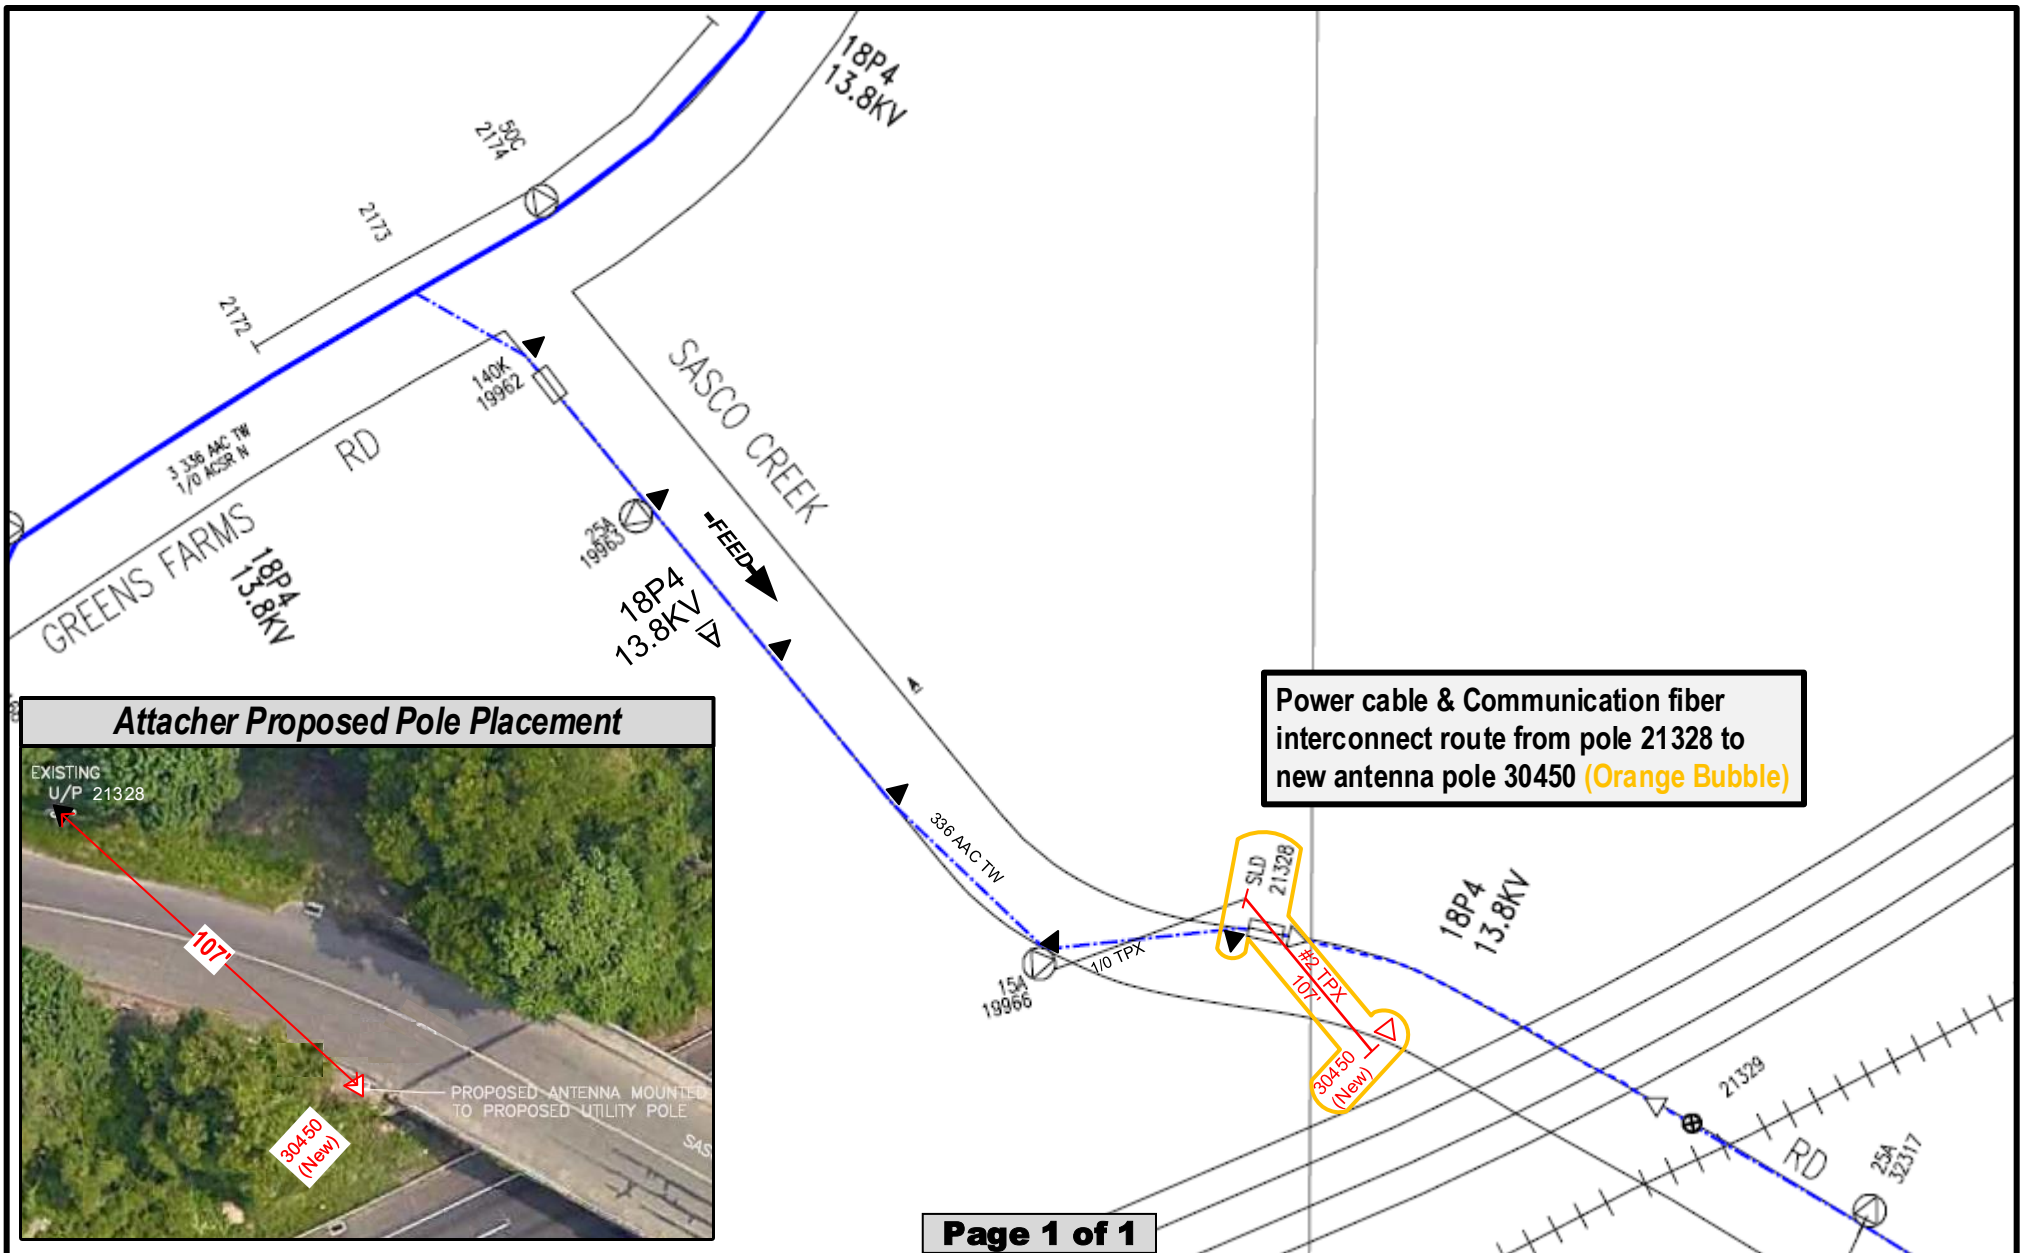 18P4
13.8KV
50C
2174
2173
2172
140K
19962
SASCO CREEK
3 336 AAC TW
1/0 ACSR N
RD
GREENS FARMS
18P4
13.8KV
25A
19963
FEED
18P4
13.8KV
A
Attacher Proposed Pole Placement
EXISTING
U/P 21328
107'
PROPOSED ANTENNA MOUNTED
TO PROPOSED UTILITY POLE
30450
(New)
SAS
Power cable & Communication fiber
interconnect route from pole 21328 to
new antenna pole 30450 (Orange Bubble)
336 AAC TW
SLD
21328
18P4
13.8KV
1/0 TPX
15A
19966
#2 TPX
107'
30450
(New)
21329
RD
25A
32317
Page 1 of 1